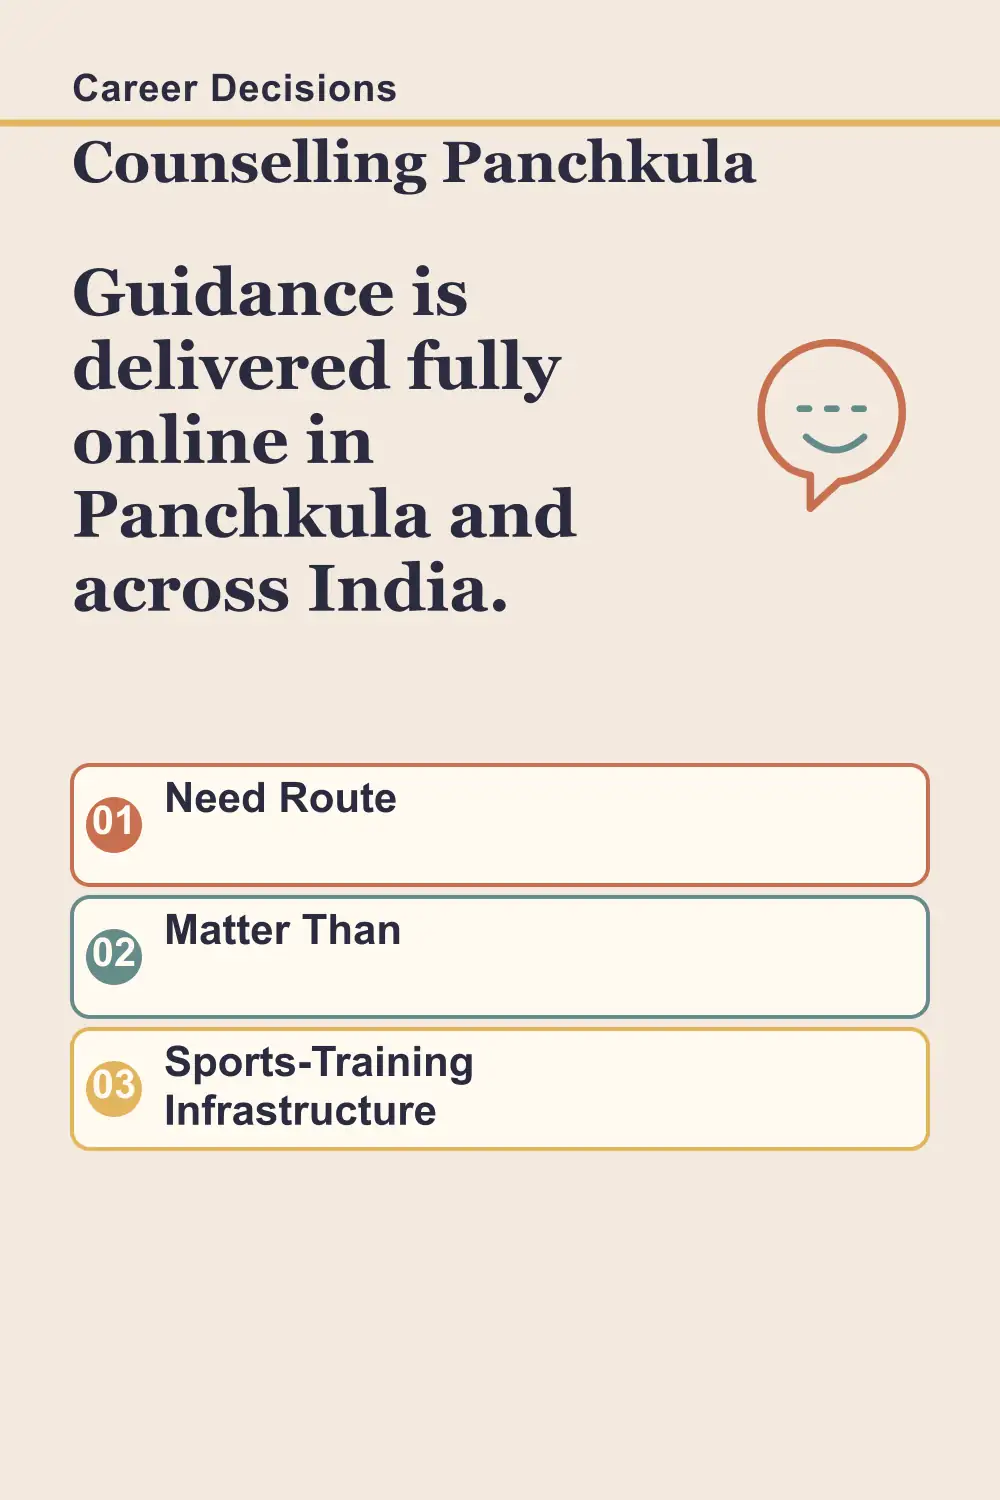 Career Decisions
Counselling Panchkula
Guidance is
delivered fully
online in
Panchkula and
across India.
01 Need Route
02 Matter Than
03 Sports-Training
Infrastructure